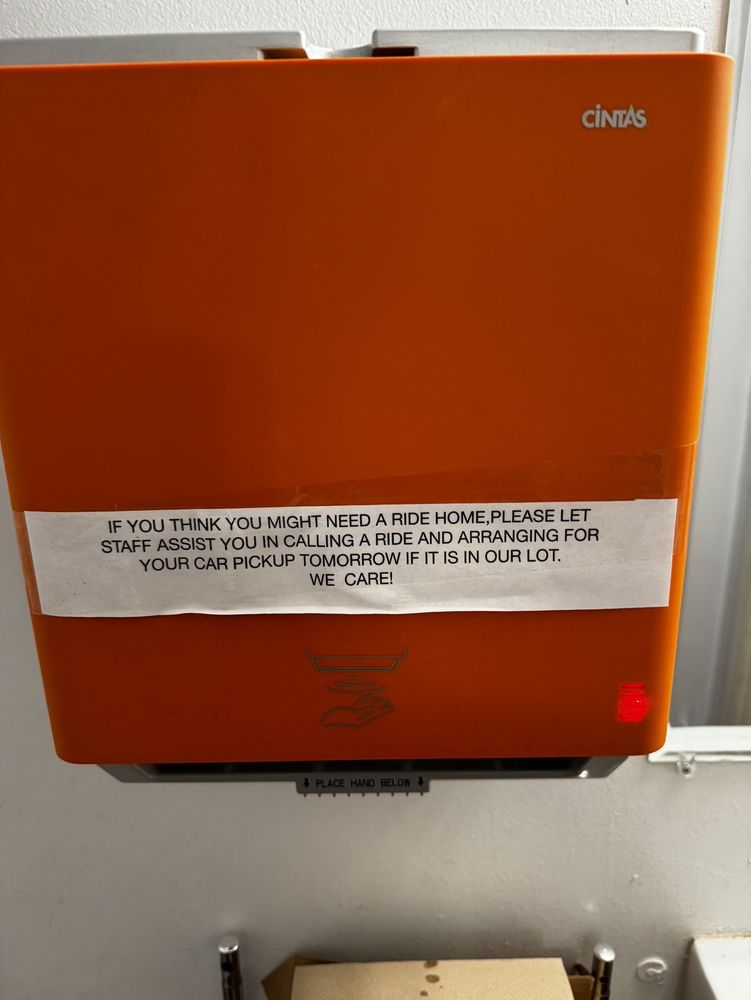 CINTAS
IF YOU THINK YOU MIGHT NEED A RIDE HOME,PLEASE LET
STAFF ASSIST YOU IN CALLING A RIDE AND ARRANGING FOR
YOUR CAR PICKUP TOMORROW IF IT IS IN OUR LOT.
WE CARE!
PLACE HAND BELOW